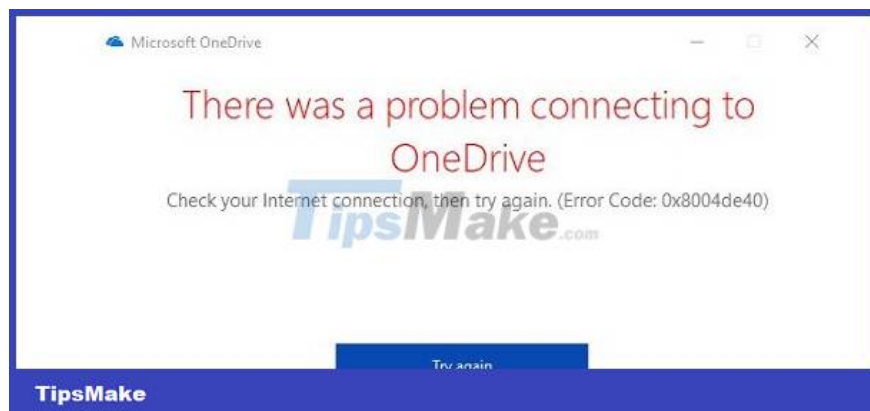 Microsoft OneDrive
There was a problem connecting to
OneDrive
Check your Internet connection, then try again. (Error Code: 0x8004de40)
TipsMake.com
Try again
TipsMake